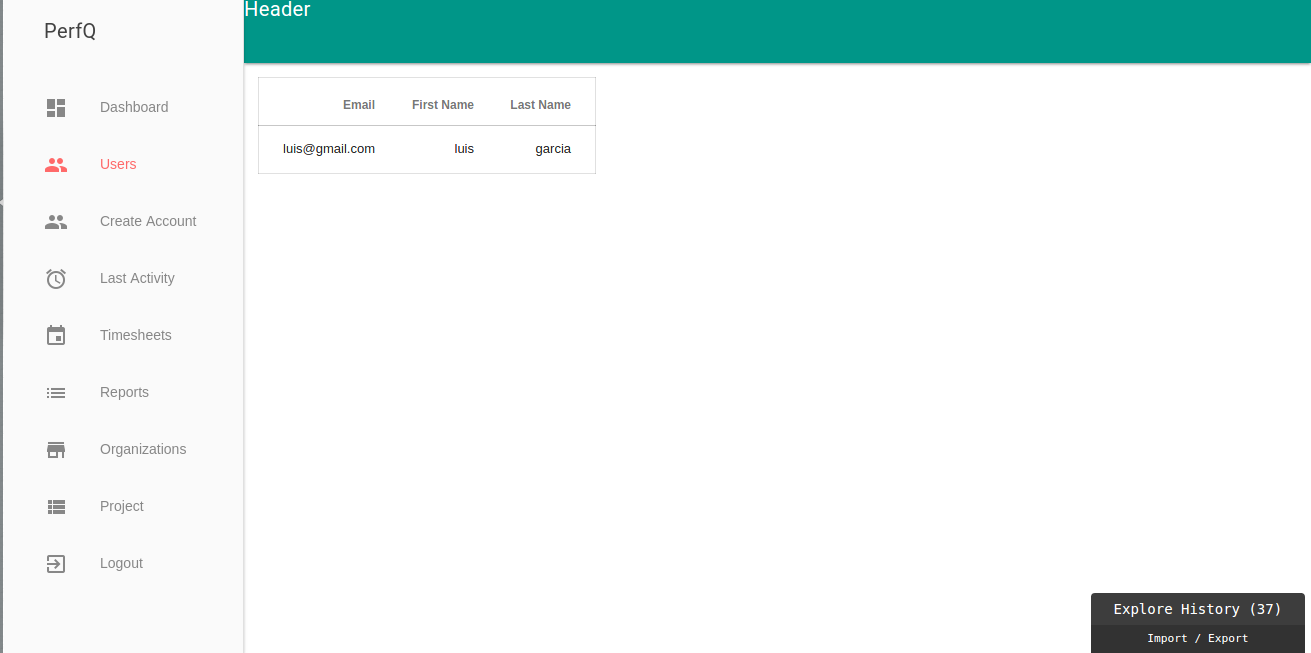 PerfQ
Dashboard
Users
Create Account
Last Activity
Timesheets
Reports
Organizations
Project
Logout
Header
Email First Name Last Name
luis@gmail.com luis garcia
Explore History (37)
Import / Export